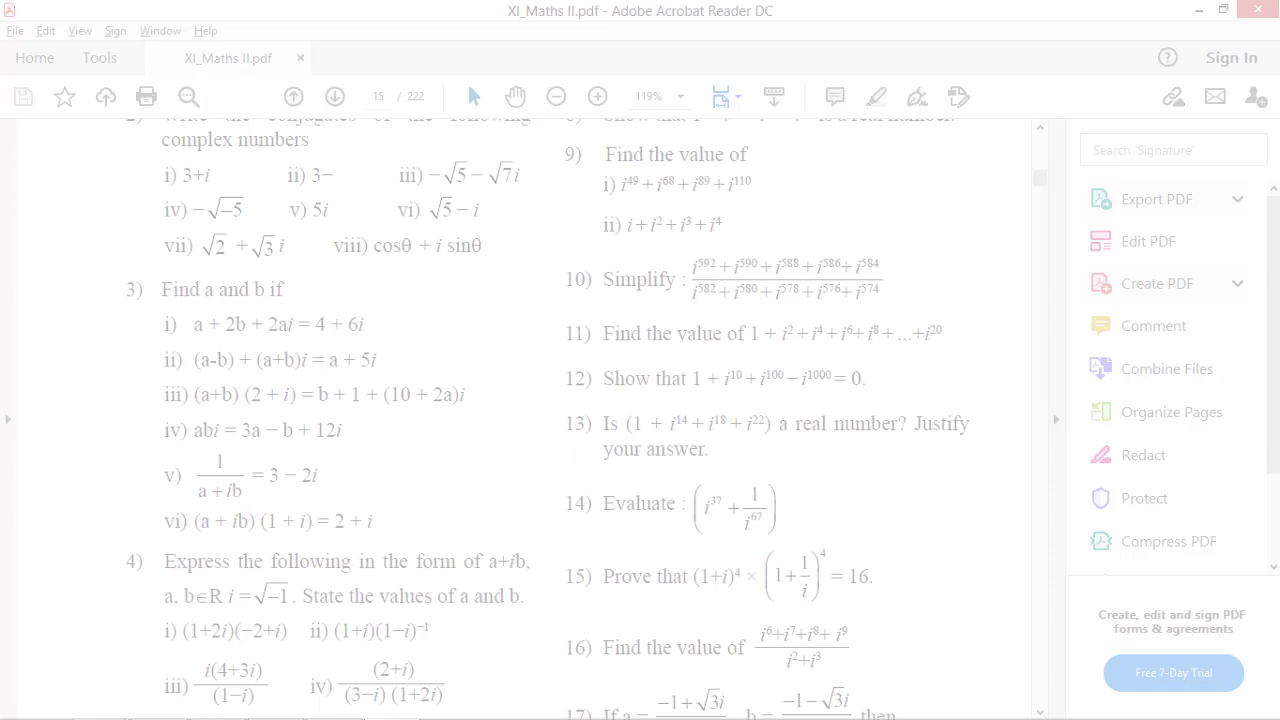 XI_Maths II.pdf - Adobe Acrobat Reader DC
File Edit View Sign Window Help
Home Tools XI_Maths II.pdf × Sign In
15 / 222 119%
complex numbers
i) 3+i ii) 3− iii) −√5 − √7i
iv) −√−5 v) 5i vi) √5 − i
vii) √2 + √3 i viii) cosθ + i sinθ
3) Find a and b if
i) a + 2b + 2ai = 4 + 6i
ii) (a-b) + (a+b)i = a + 5i
iii) (a+b) (2 + i) = b + 1 + (10 + 2a)i
iv) abi = 3a − b + 12i
v) 1/(a + ib) = 3 − 2i
vi) (a + ib) (1 + i) = 2 + i
4) Express the following in the form of a+ib,
a, b∈R i = √−1. State the values of a and b.
i) (1+2i)(−2+i) ii) (1+i)(1−i)⁻¹
iii) i(4+3i)/(1−i) iv) (2+i)/((3−i) (1+2i))
9) Find the value of
i) i⁴⁹ + i⁶⁸ + i⁸⁹ + i¹¹⁰
ii) i + i² + i³ + i⁴
10) Simplify : (i⁵⁹² + i⁵⁹⁰ + i⁵⁸⁸ + i⁵⁸⁶ + i⁵⁸⁴)/(i⁵⁸² + i⁵⁸⁰ + i⁵⁷⁸ + i⁵⁷⁶ + i⁵⁷⁴)
11) Find the value of 1 + i² + i⁴ + i⁶ + i⁸ + ...+i²⁰
12) Show that 1 + i¹⁰ + i¹⁰⁰ − i¹⁰⁰⁰ = 0.
13) Is (1 + i¹⁴ + i¹⁸ + i²²) a real number? Justify
your answer.
14) Evaluate : (i³⁷ + 1/i⁶⁷)
15) Prove that (1+i)⁴ × (1 + 1/i)⁴ = 16.
16) Find the value of (i⁶+i⁷+i⁸+ i⁹)/(i²+i³)
17) If a = (−1 + √3i)/, b = (−1 − √3i)/, then
Search 'Signature'
Export PDF
Edit PDF
Create PDF
Comment
Combine Files
Organize Pages
Redact
Protect
Compress PDF
Create, edit and sign PDF
forms & agreements
Free 7-Day Trial